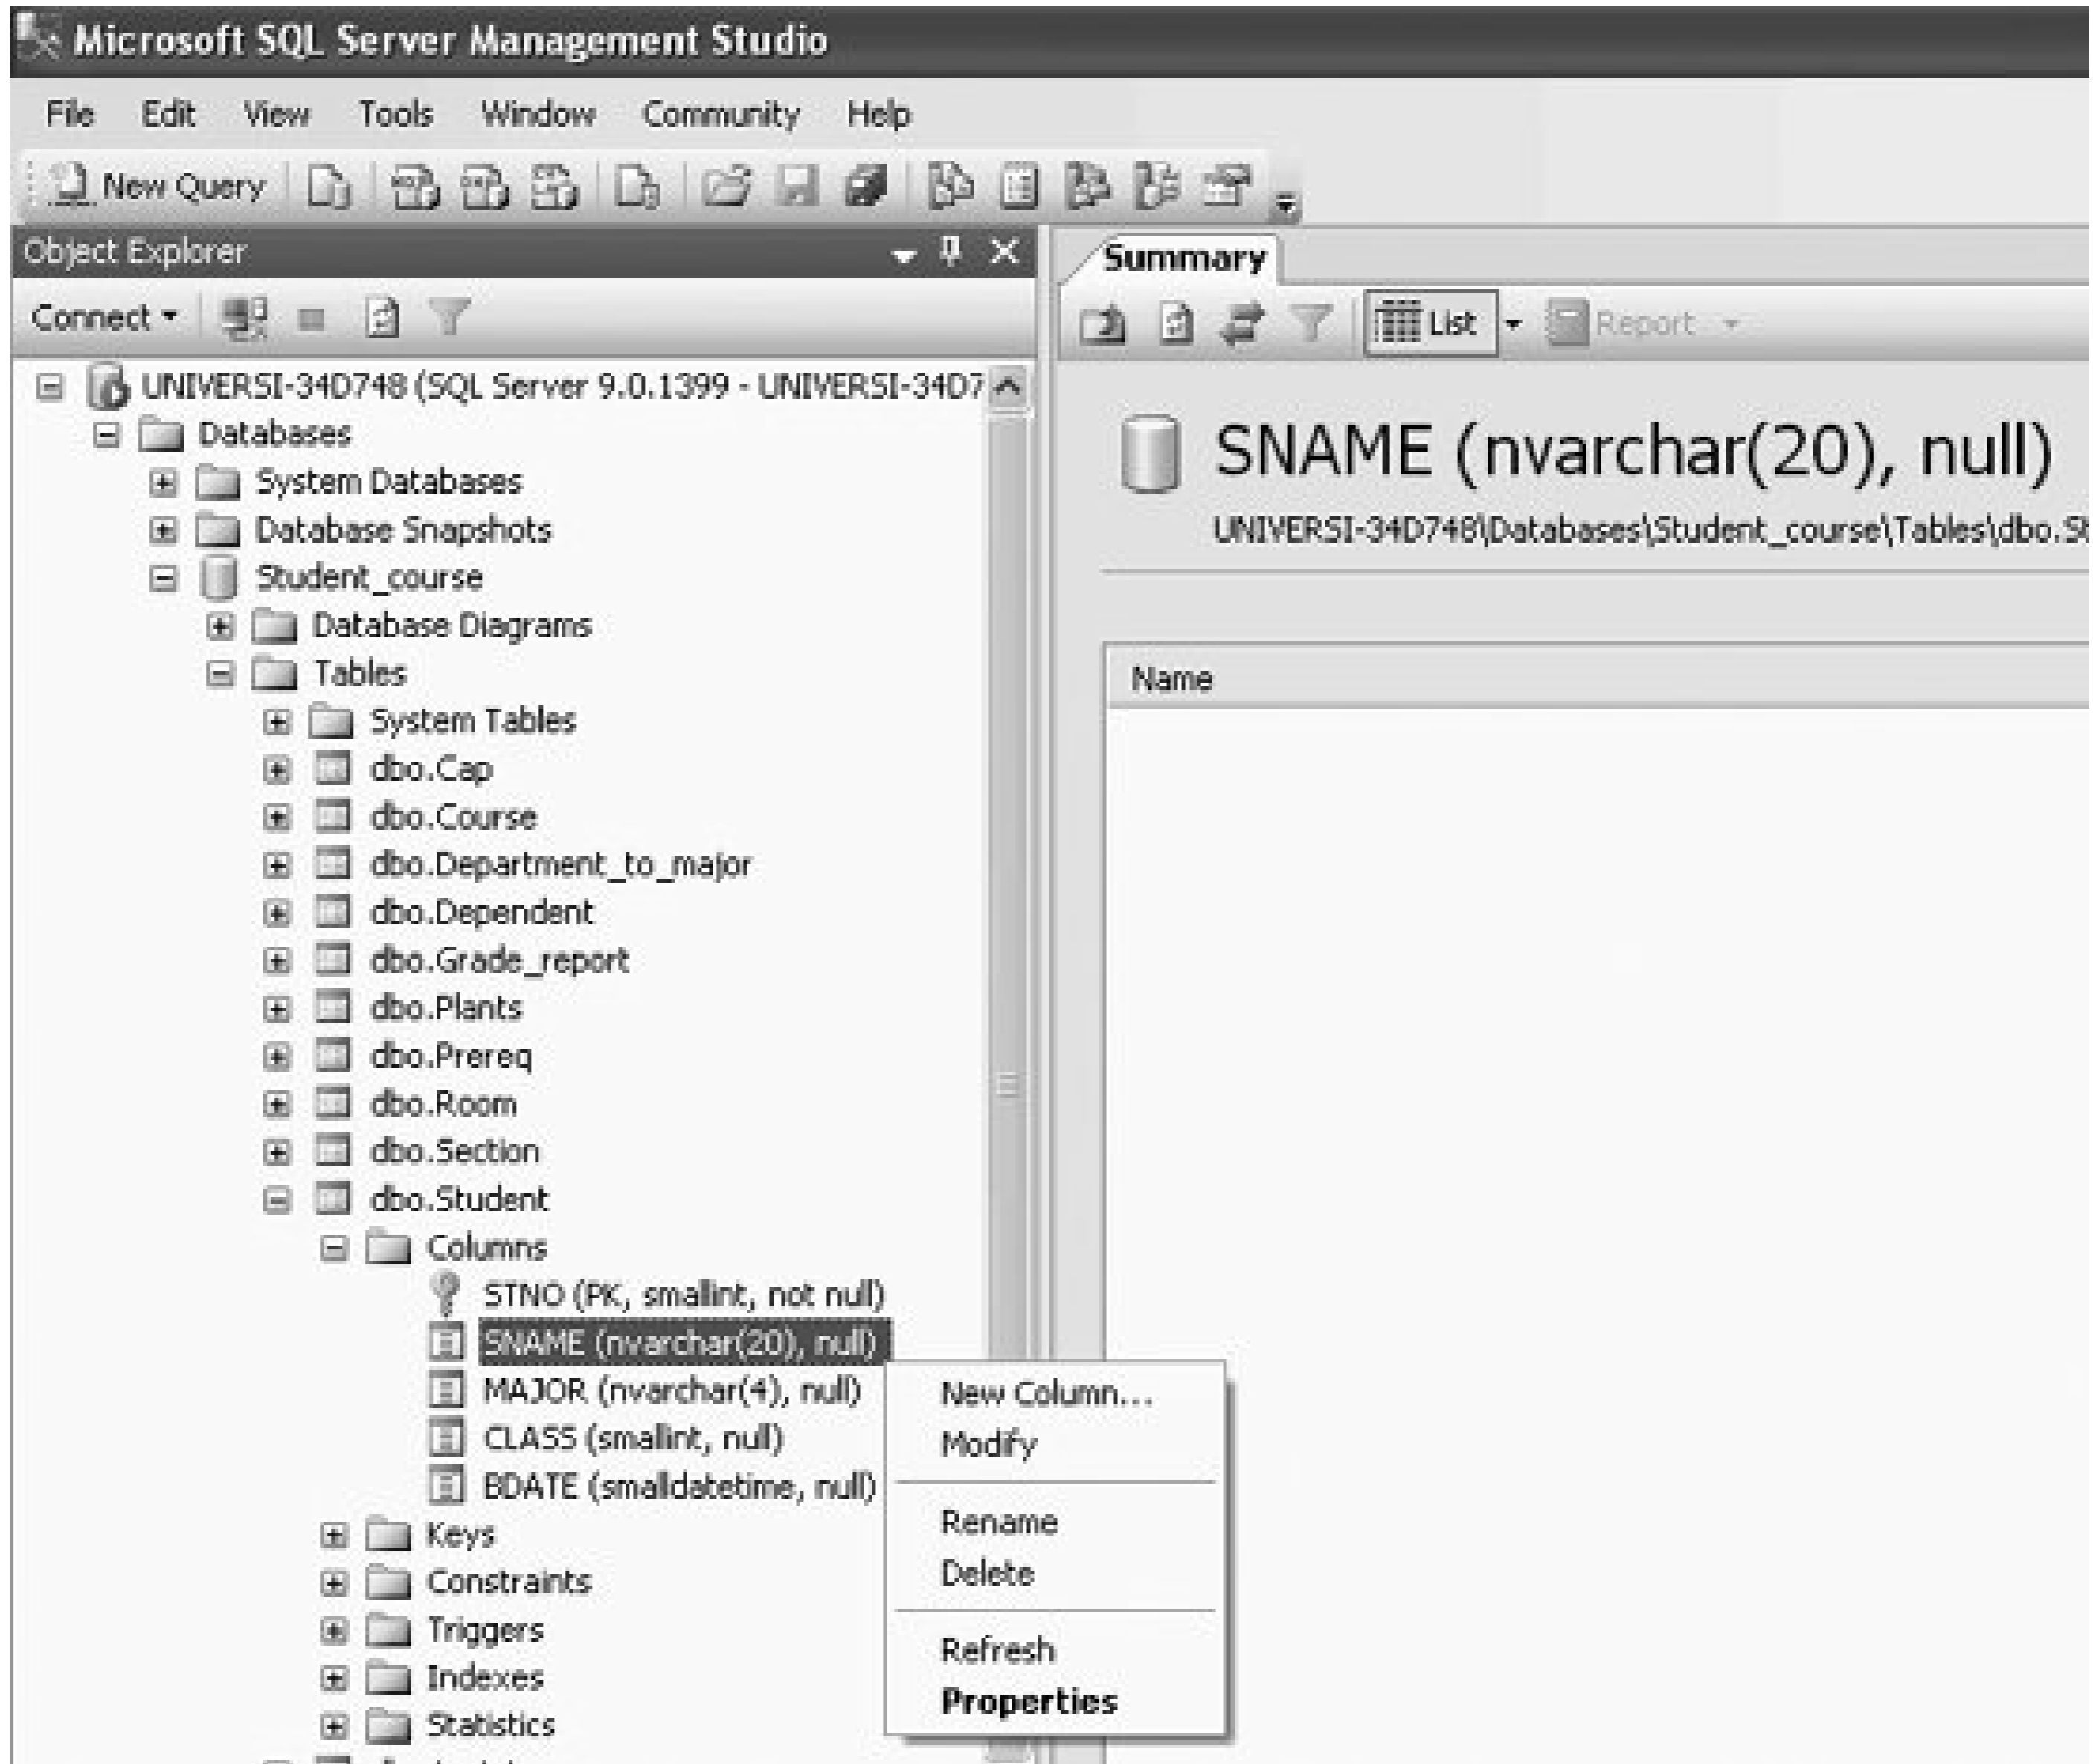 Microsoft SQL Server Management Studio
File Edit View Tools Window Community Help
New Query
Object Explorer
Connect
UNIVERSI-34D748 (SQL Server 9.0.1399 - UNIVERSI-34D7
Databases
System Databases
Database Snapshots
Student_course
Database Diagrams
Tables
System Tables
dbo.Cap
dbo.Course
dbo.Department_to_major
dbo.Dependent
dbo.Grade_report
dbo.Plants
dbo.Prereq
dbo.Room
dbo.Section
dbo.Student
Columns
STNO (PK, smallint, not null)
SNAME (nvarchar(20), null)
MAJOR (nvarchar(4), null)
CLASS (smallint, null)
BDATE (smalldatetime, null)
Keys
Constraints
Triggers
Indexes
Statistics
New Column...
Modify
Rename
Delete
Refresh
Properties
Summary
List Report
SNAME (nvarchar(20), null)
UNIVERSI-34D748\Databases\Student_course\Tables\dbo.St
Name